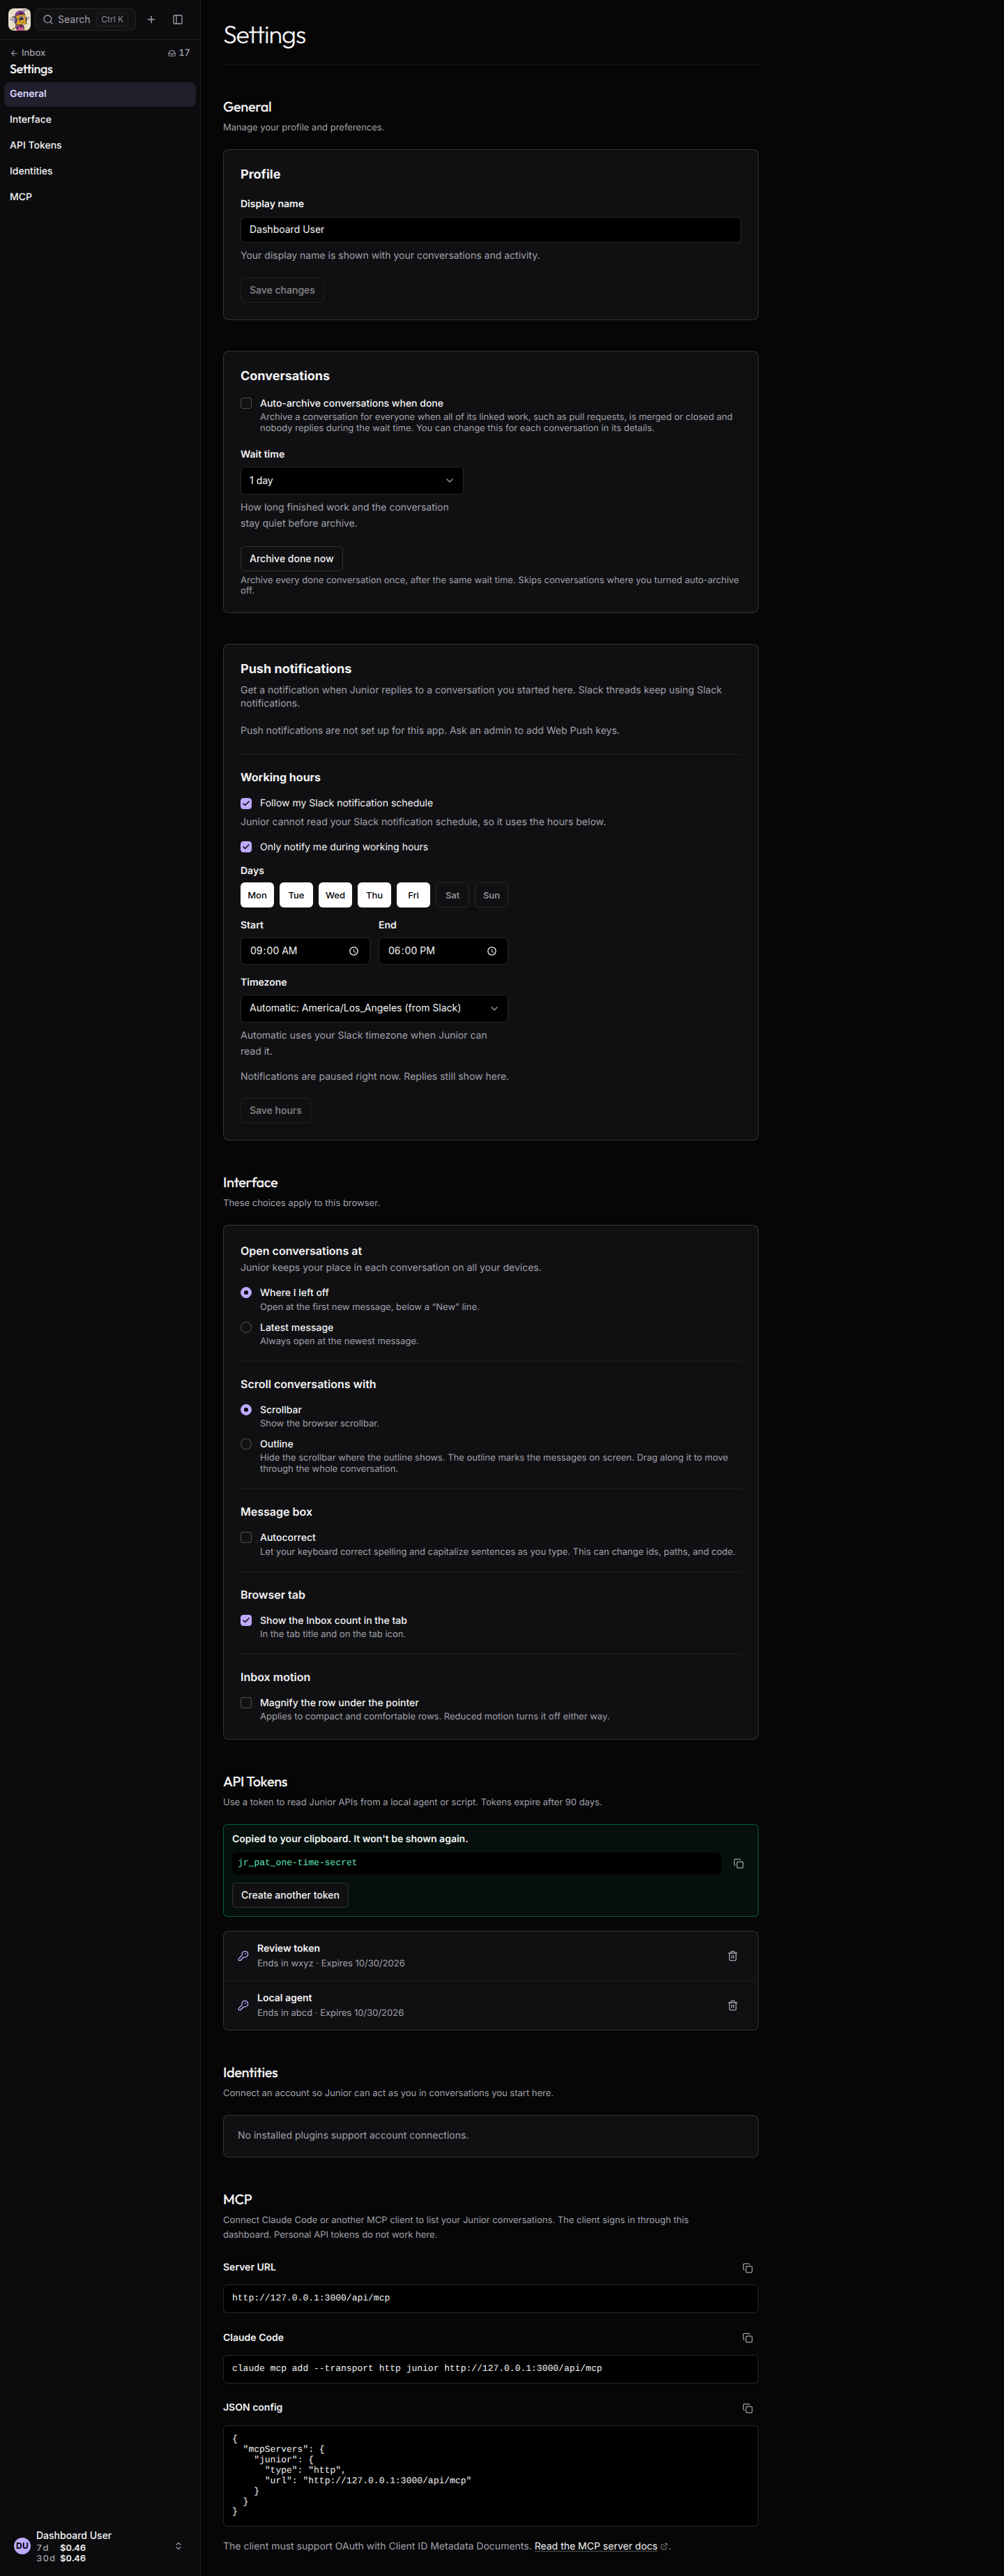 Search Ctrl K
Inbox 17
Settings
General
Interface
API Tokens
Identities
MCP
Settings
General
Manage your profile and preferences.
Profile
Display name
Dashboard User
Your display name is shown with your conversations and activity.
Save changes
Conversations
Auto-archive conversations when done
Archive a conversation for everyone when all of its linked work, such as pull requests, is merged or closed and
nobody replies during the wait time. You can change this for each conversation in its details.
Wait time
1 day
How long finished work and the conversation
stay quiet before archive.
Archive done now
Archive every done conversation once, after the same wait time. Skips conversations where you turned auto-archive
off.
Push notifications
Get a notification when Junior replies to a conversation you started here. Slack threads keep using Slack
notifications.
Push notifications are not set up for this app. Ask an admin to add Web Push keys.
Working hours
Follow my Slack notification schedule
Junior cannot read your Slack notification schedule, so it uses the hours below.
Only notify me during working hours
Days
Mon Tue Wed Thu Fri Sat Sun
Start End
09:00 AM 06:00 PM
Timezone
Automatic: America/Los_Angeles (from Slack)
Automatic uses your Slack timezone when Junior can
read it.
Notifications are paused right now. Replies still show here.
Save hours
Interface
These choices apply to this browser.
Open conversations at
Junior keeps your place in each conversation on all your devices.
Where I left off
Open at the first new message, below a “New” line.
Latest message
Always open at the newest message.
Scroll conversations with
Scrollbar
Show the browser scrollbar.
Outline
Hide the scrollbar where the outline shows. The outline marks the messages on screen. Drag along it to move
through the whole conversation.
Message box
Autocorrect
Let your keyboard correct spelling and capitalize sentences as you type. This can change ids, paths, and code.
Browser tab
Show the Inbox count in the tab
In the tab title and on the tab icon.
Inbox motion
Magnify the row under the pointer
Applies to compact and comfortable rows. Reduced motion turns it off either way.
API Tokens
Use a token to read Junior APIs from a local agent or script. Tokens expire after 90 days.
Copied to your clipboard. It won't be shown again.
jr_pat_one-time-secret
Create another token
Review token
Ends in wxyz · Expires 10/30/2026
Local agent
Ends in abcd · Expires 10/30/2026
Identities
Connect an account so Junior can act as you in conversations you start here.
No installed plugins support account connections.
MCP
Connect Claude Code or another MCP client to list your Junior conversations. The client signs in through this
dashboard. Personal API tokens do not work here.
Server URL
http://127.0.0.1:3000/api/mcp
Claude Code
claude mcp add --transport http junior http://127.0.0.1:3000/api/mcp
JSON config
{
  "mcpServers": {
    "junior": {
      "type": "http",
      "url": "http://127.0.0.1:3000/api/mcp"
    }
  }
}
The client must support OAuth with Client ID Metadata Documents. Read the MCP server docs.
DU Dashboard User
7d $0.46
30d $0.46